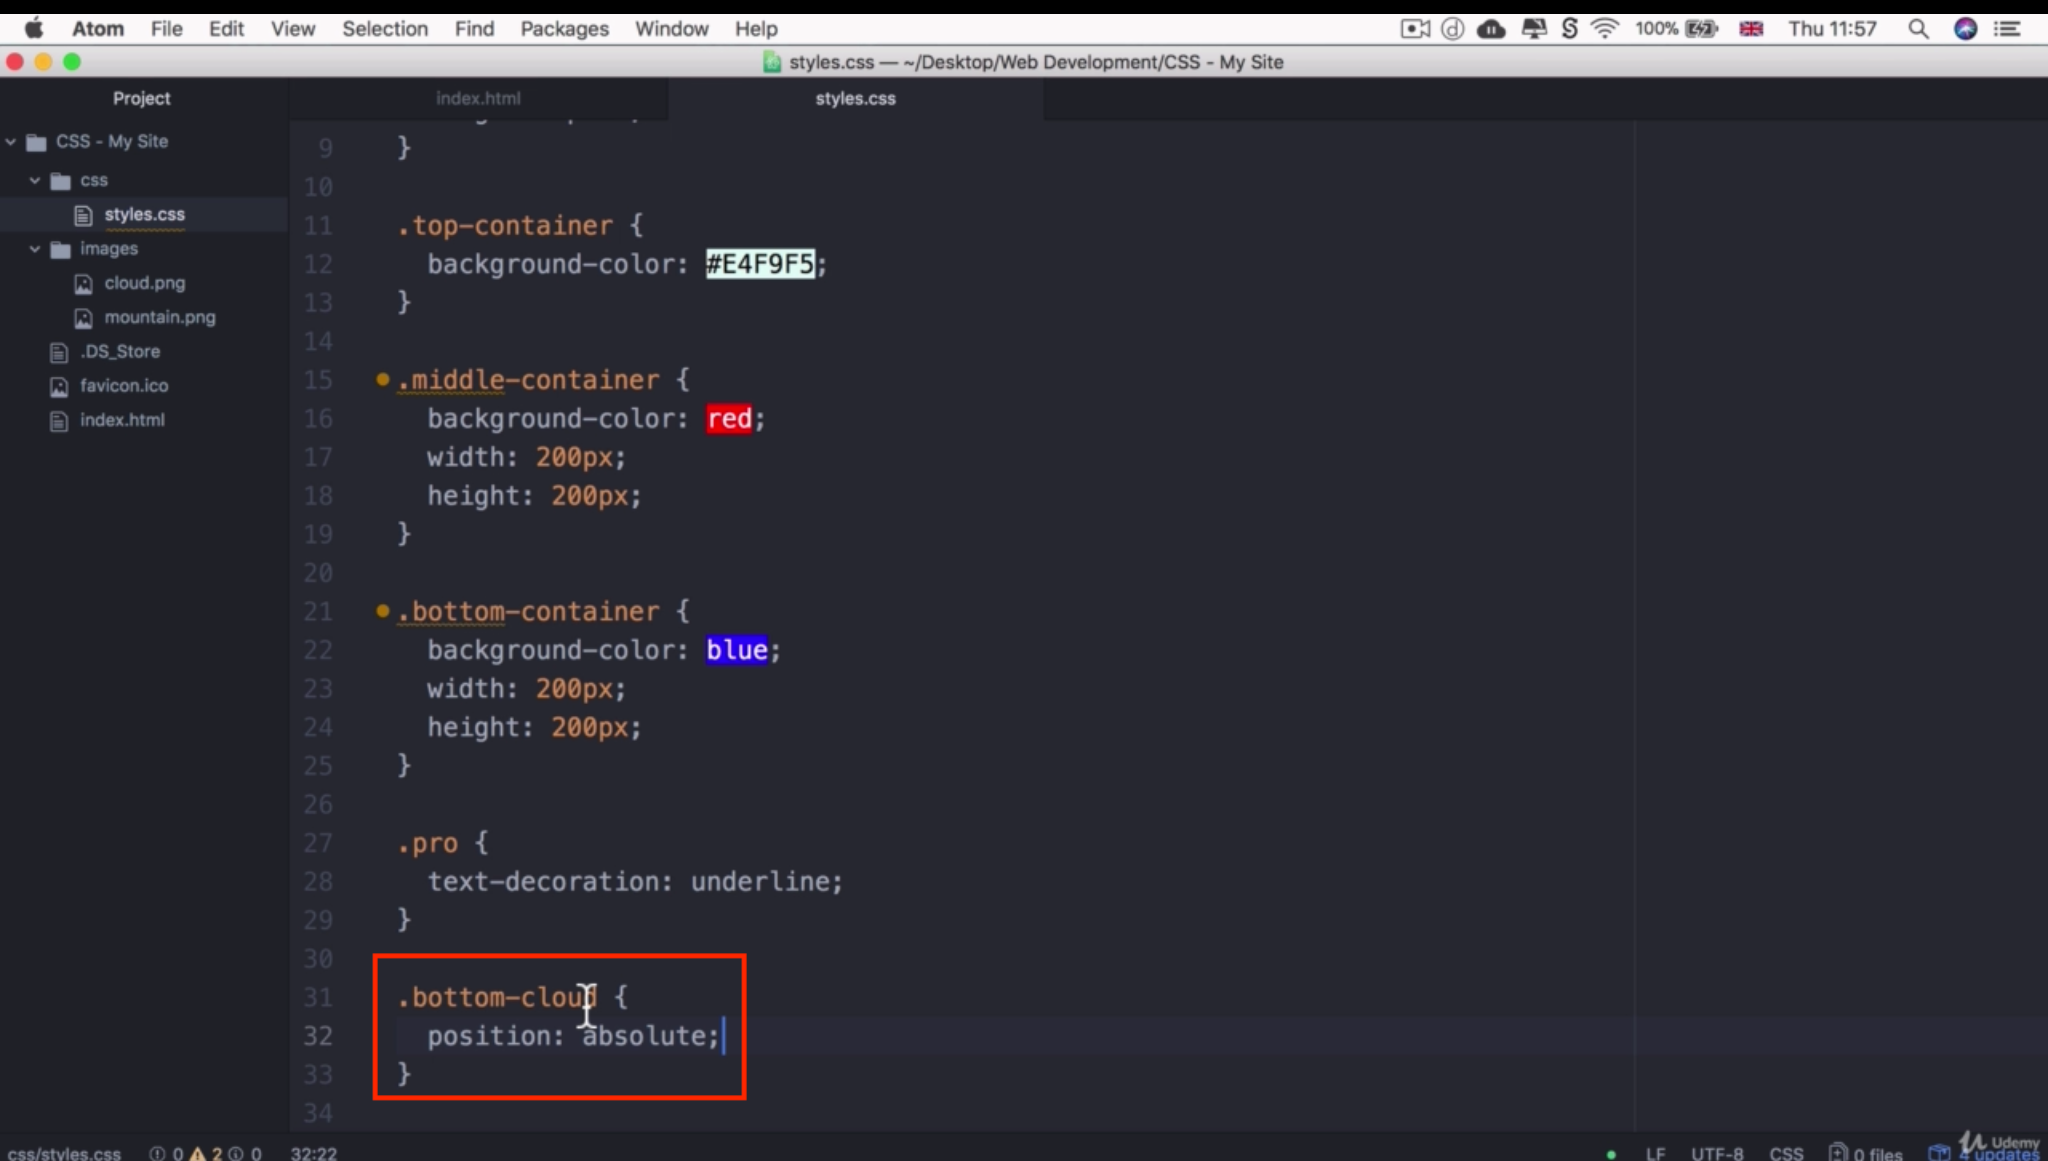 Atom File Edit View Selection Find Packages Window Help 100% Thu 11:57
styles.css — ~/Desktop/Web Development/CSS - My Site
Project index.html styles.css
CSS - My Site
css
styles.css
images
cloud.png
mountain.png
.DS_Store
favicon.ico
index.html
9 }
10
11 .top-container {
12 background-color: #E4F9F5;
13 }
14
15 .middle-container {
16 background-color: red;
17 width: 200px;
18 height: 200px;
19 }
20
21 .bottom-container {
22 background-color: blue;
23 width: 200px;
24 height: 200px;
25 }
26
27 .pro {
28 text-decoration: underline;
29 }
30
31 .bottom-cloud {
32 position: absolute;
33 }
34
css/styles.css 0 2 0 32:22 LF UTF-8 CSS 0 files 4 updates
Udemy